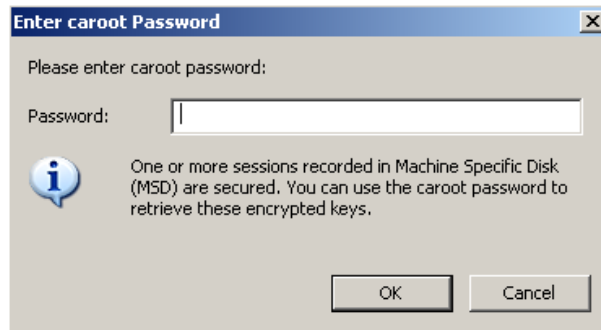 Enter caroot Password
Please enter caroot password:
Password:
One or more sessions recorded in Machine Specific Disk
(MSD) are secured. You can use the caroot password to
retrieve these encrypted keys.
OK
Cancel